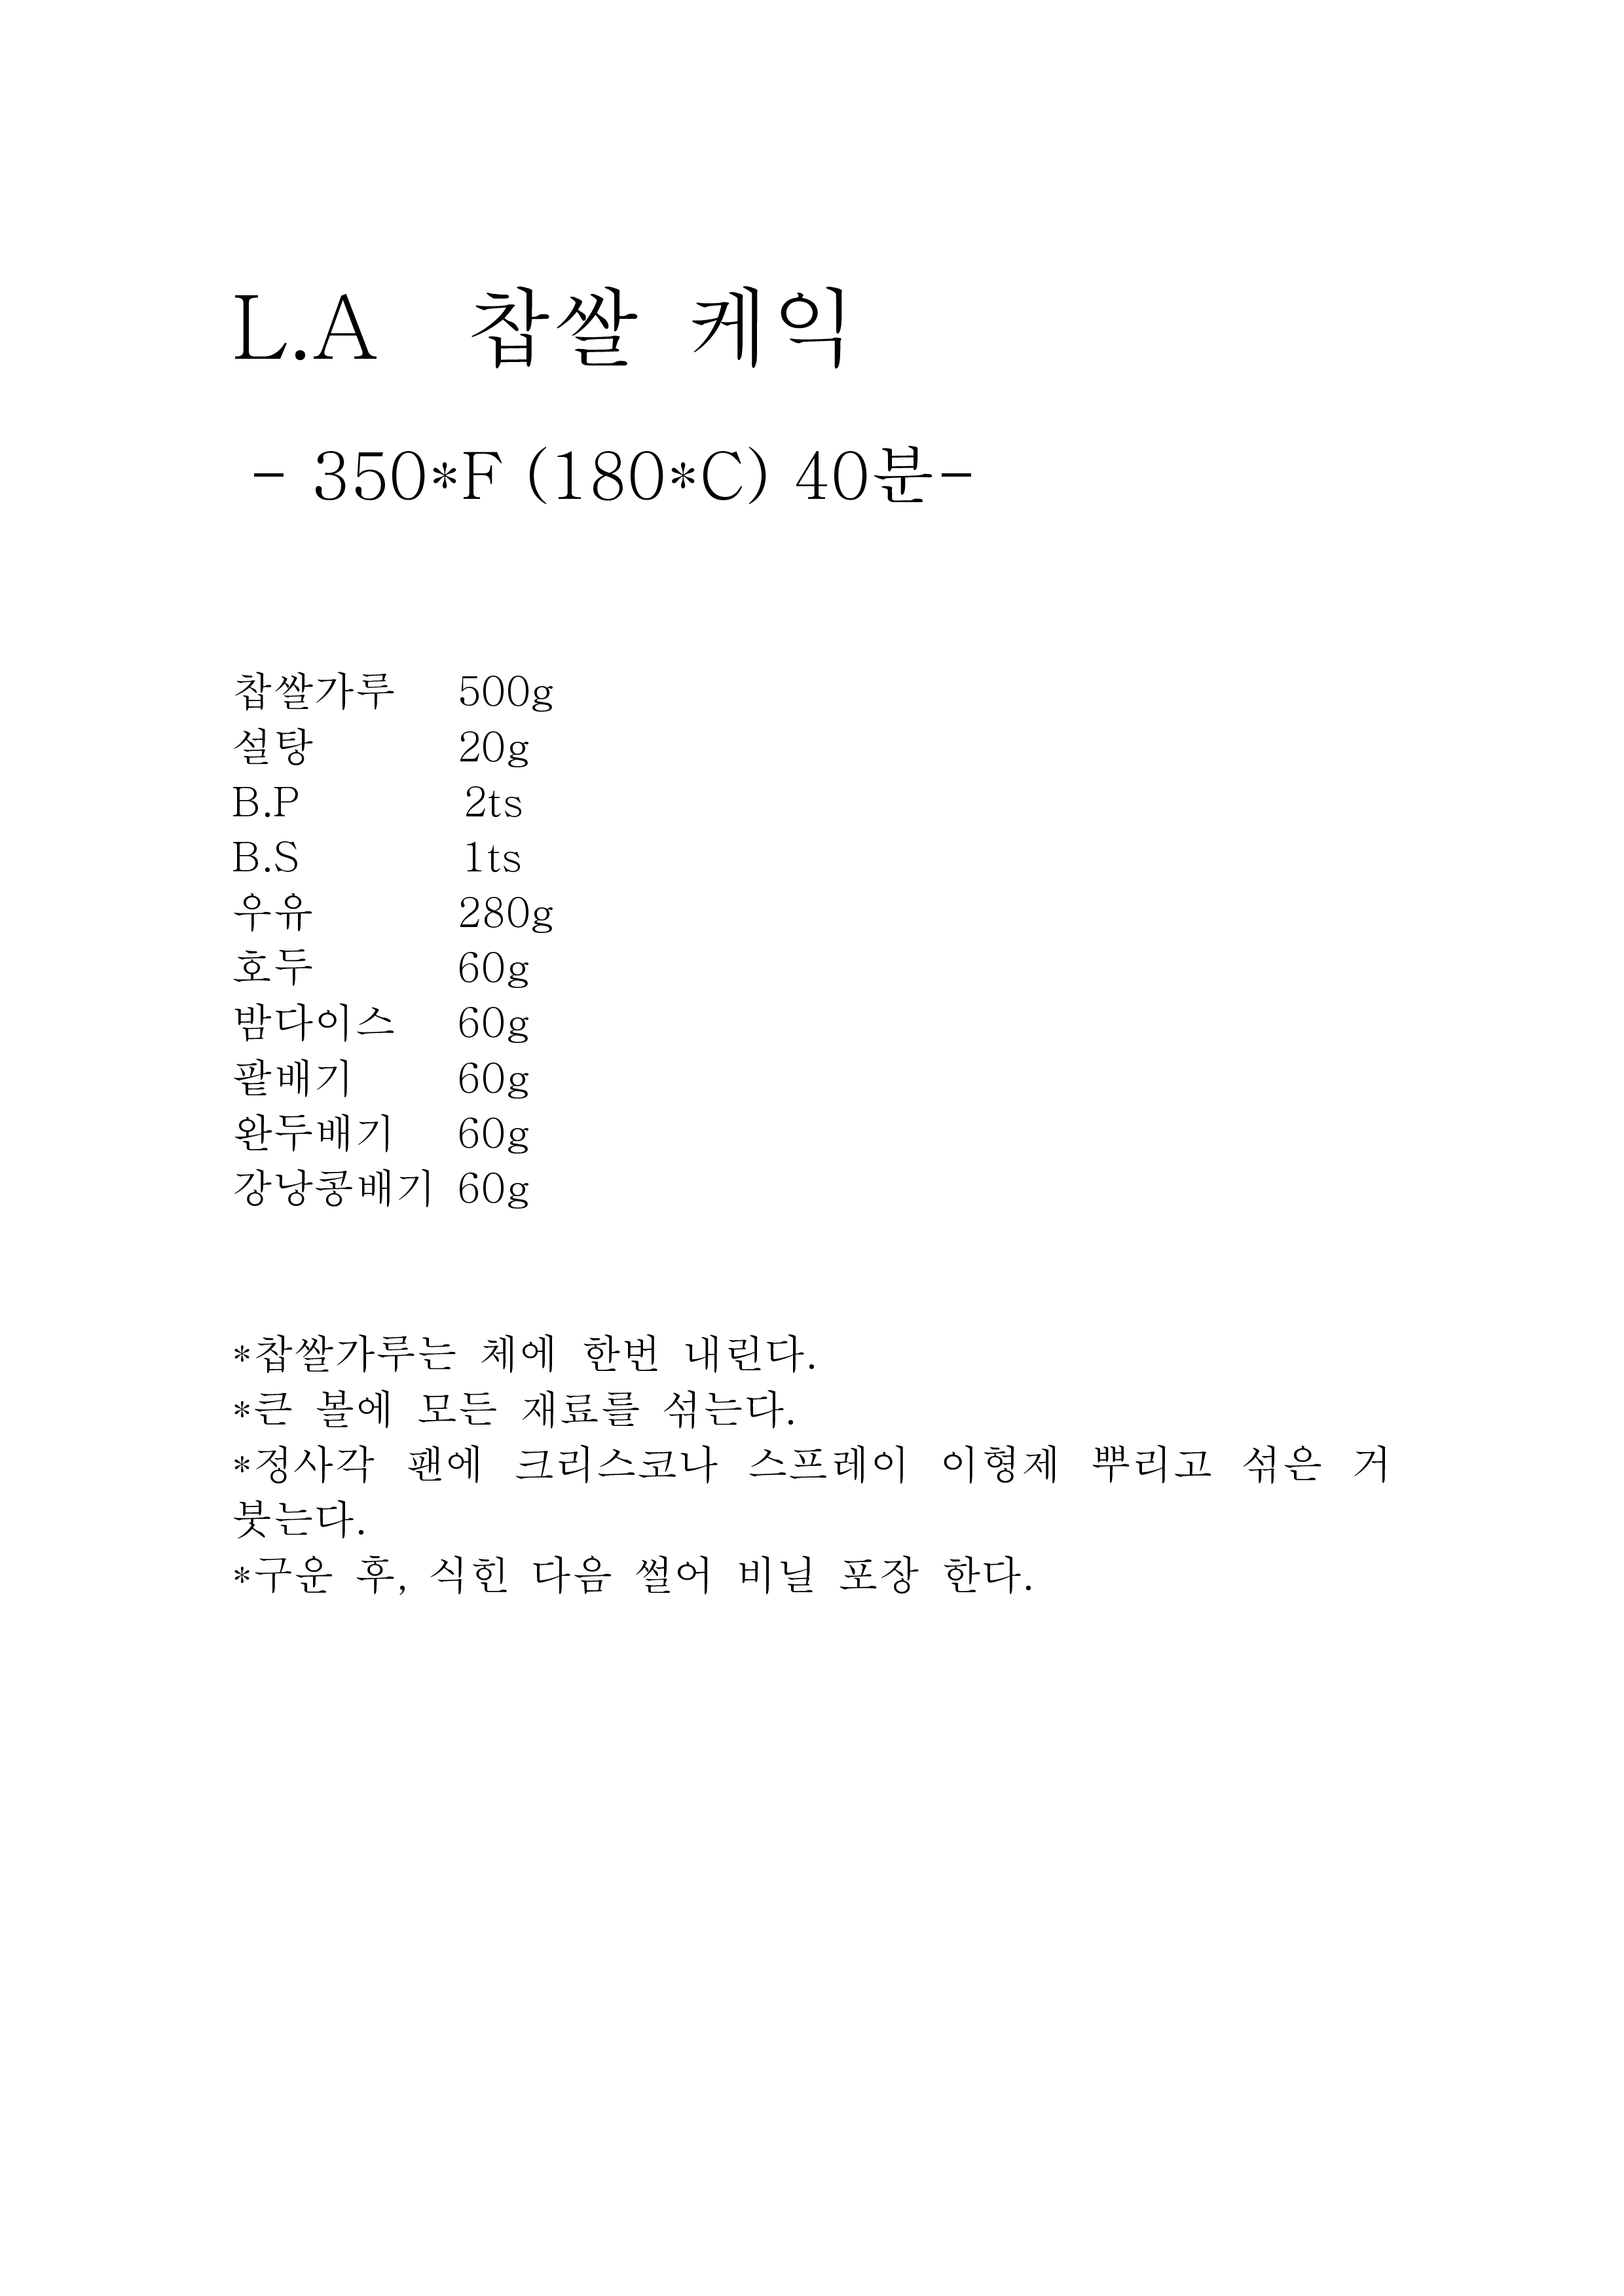 L.A 찹쌀 케익
- 350*F (180*C) 40분-
찹쌀가루 500g
설탕 20g
B.P 2ts
B.S 1ts
우유 280g
호두 60g
밤다이스 60g
팥배기 60g
완두배기 60g
강낭콩배기 60g
*찹쌀가루는 체에 한번 내린다.
*큰 볼에 모든 재료를 섞는다.
*정사각 팬에 크리스코나 스프레이 이형제 뿌리고 섞은 거
붓는다.
*구운 후, 식힌 다음 썰어 비닐 포장 한다.